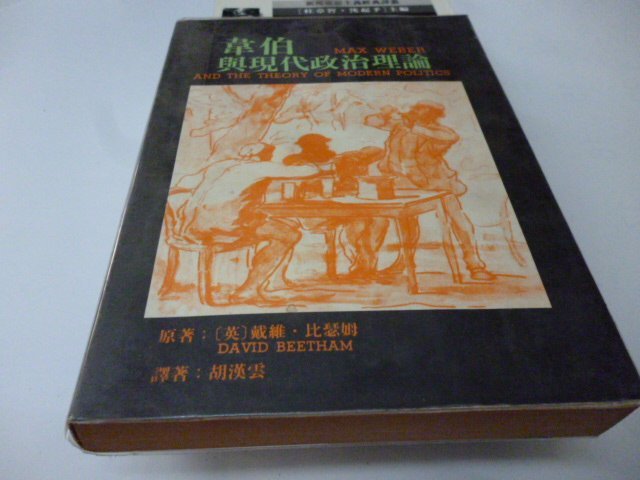 韋伯
MAX WEBER
與現代政治理論
AND THE THEORY OF MODERN POLITICS
原著：〔英〕戴維・比瑟姆
DAVID BEETHAM
譯著：胡漢雲